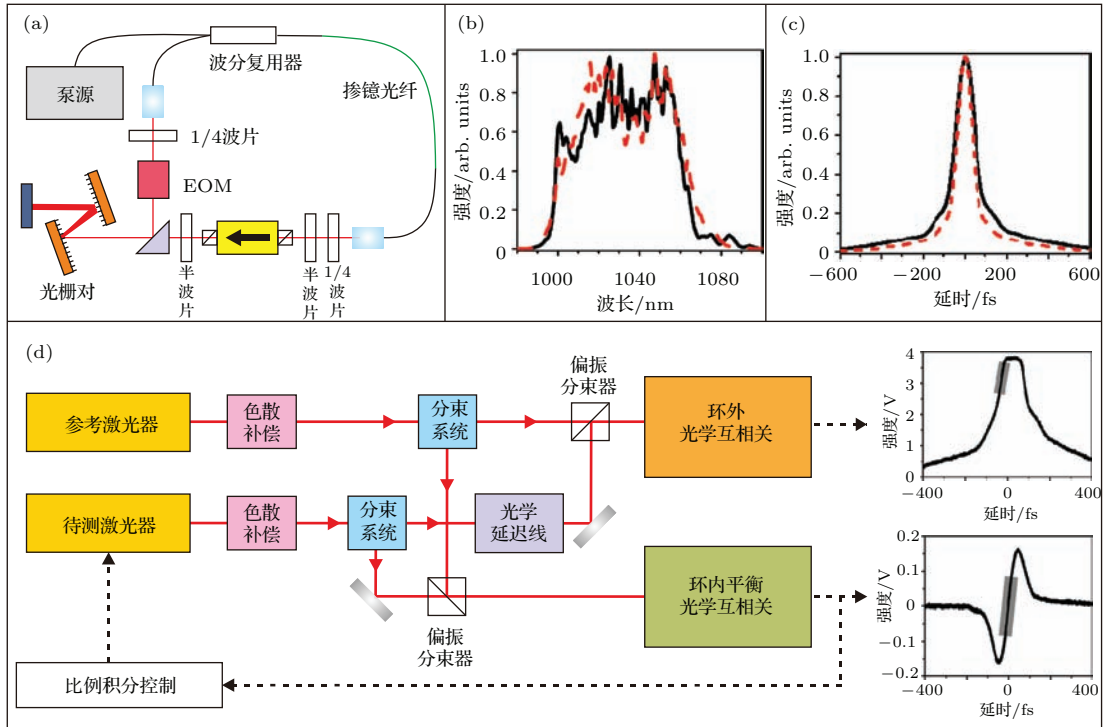 (a)
波分复用器
泵源
掺镱光纤
1/4波片
EOM
光栅对
半波片
半波片
1/4波片
(b)
强度/arb. units
1.0
0.8
0.6
0.4
0.2
0
1000
1040
1080
波长/nm
(c)
强度/arb. units
1.0
0.8
0.6
0.4
0.2
0
−600
−200
200
600
延时/fs
(d)
参考激光器
色散
补偿
分束
系统
偏振
分束器
环外
光学互相关
待测激光器
色散
补偿
分束
系统
光学
延迟线
偏振
分束器
环内平衡
光学互相关
比例积分控制
强度/V
4
3
2
1
0
−400
0
400
延时/fs
强度/V
0.2
0.1
0
−0.1
−0.2
−400
0
400
延时/fs